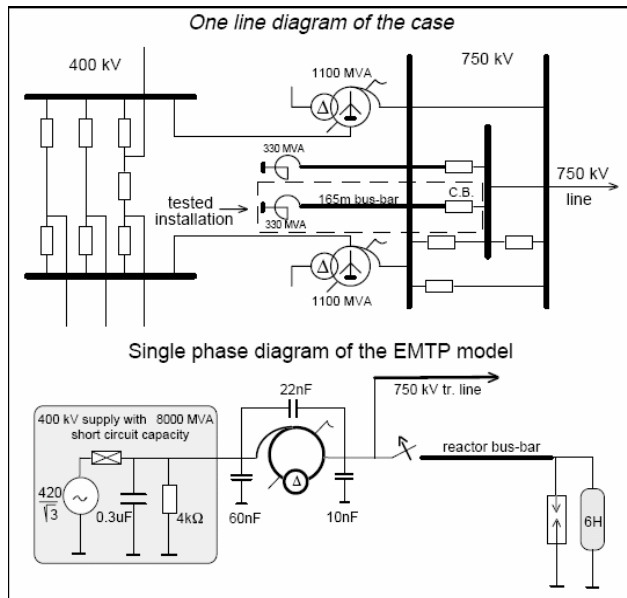 One line diagram of the case
400 kV
1100 MVA
750 kV
Δ
330 MVA
tested
installation
165m bus-bar
C.B.
330 MVA
750 kV
line
Δ
1100 MVA
Single phase diagram of the EMTP model
400 kV supply with 8000 MVA
short circuit capacity
22nF
750 kV tr. line
reactor bus-bar
420
√3
~
0.3uF
4kΩ
60nF
Δ
10nF
6H